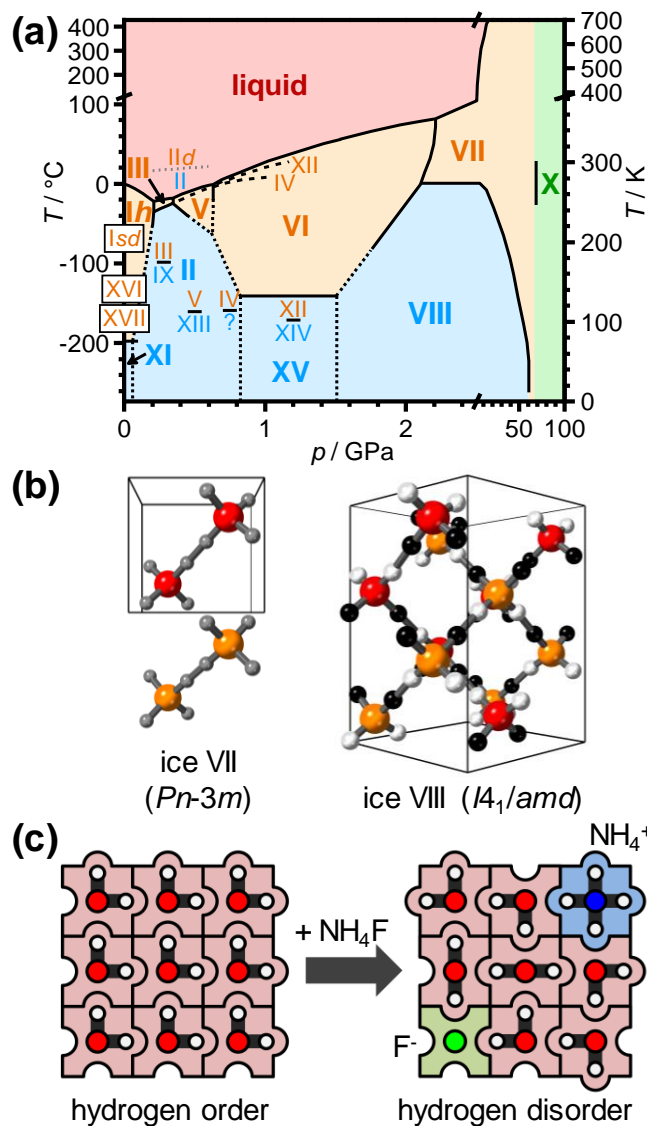 (a)
400
300
200
100
0
-100
-200
T / °C
700
600
500
400
300
200
100
0
T / K
liquid
III
IId
II
XII
IV
VII
X
Ih
V
VI
Isd
III
IX
II
XVI
V
XIII
IV
?
XII
XIV
VIII
XVII
XI
XV
0
1
2
50
100
p / GPa
(b)
ice VII
(Pn-3m)
ice VIII (I4₁/amd)
(c)
NH₄⁺
+ NH₄F
F⁻
hydrogen order
hydrogen disorder